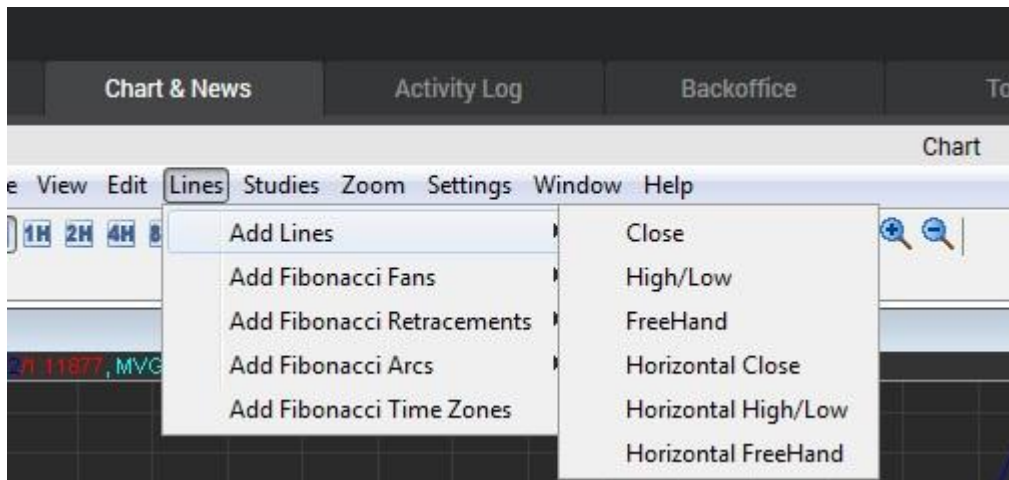 Chart & News Activity Log Backoffice
Chart
View Edit Lines Studies Zoom Settings Window Help
1H 2H 4H
Add Lines
Add Fibonacci Fans
Add Fibonacci Retracements
Add Fibonacci Arcs
Add Fibonacci Time Zones
Close
High/Low
FreeHand
Horizontal Close
Horizontal High/Low
Horizontal FreeHand
/1.11877, MVG